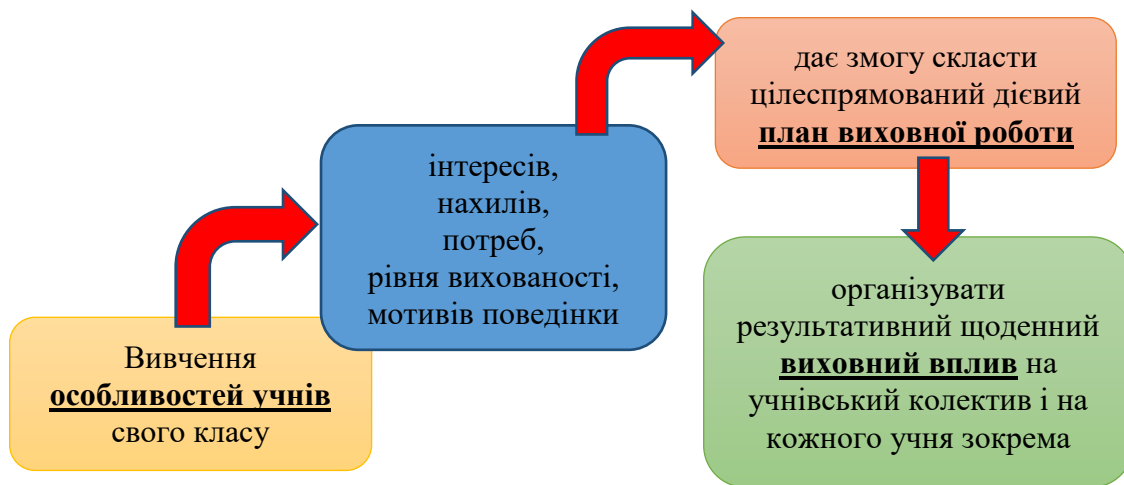 Вивчення
особливостей учнів
свого класу
інтересів,
нахилів,
потреб,
рівня вихованості,
мотивів поведінки
дає змогу скласти
цілеспрямований дієвий
план виховної роботи
організувати
результативний щоденний
виховний вплив на
учнівський колектив і на
кожного учня зокрема